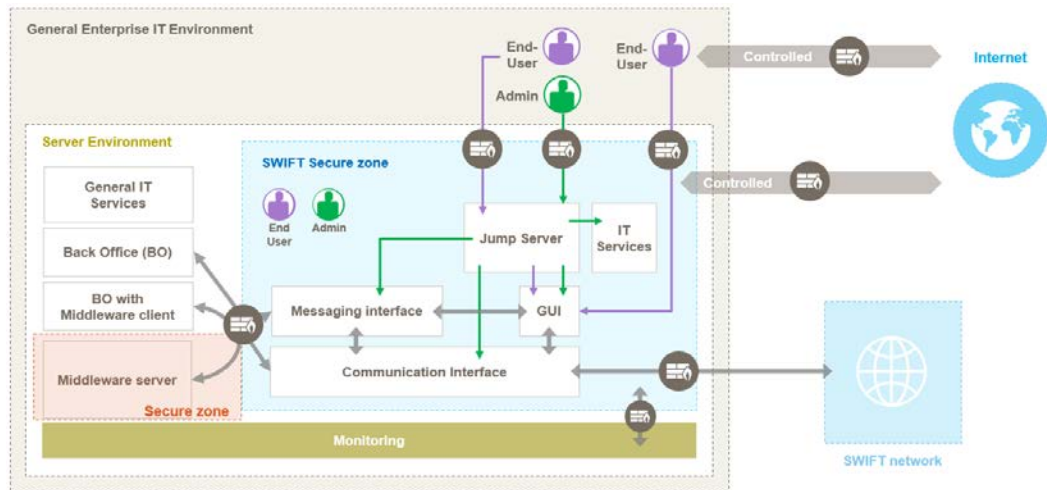 General Enterprise IT Environment
End-
User
End-
User
Controlled
Internet
Admin
Server Environment
SWIFT Secure zone
Controlled
General IT
Services
End
User
Admin
Jump Server
IT
Services
Back Office (BO)
BO with
Middleware client
Messaging interface
GUI
Middleware server
Communication Interface
Secure zone
Monitoring
SWIFT network